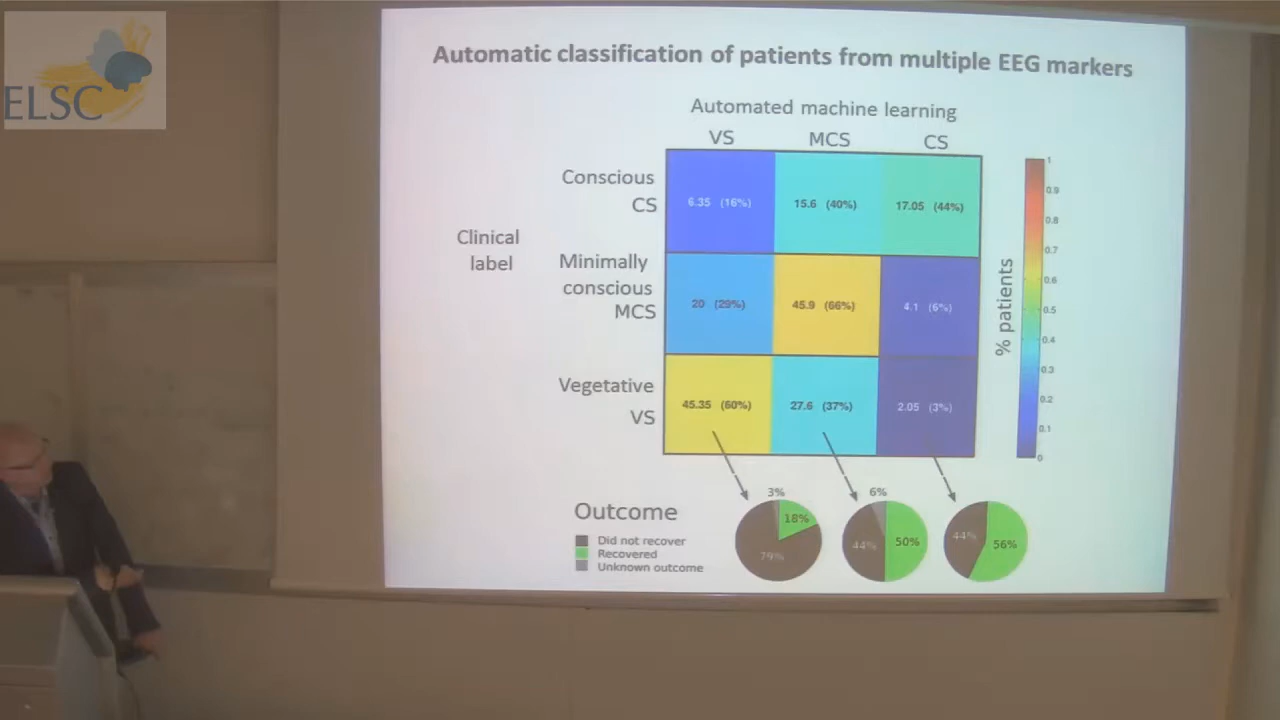 ELSC
Automatic classification of patients from multiple EEG markers
Automated machine learning
VS MCS CS
Conscious
CS
6.35 (16%) 15.6 (40%) 17.05 (44%)
Clinical
label
Minimally
conscious
MCS
20 (29%) 45.9 (66%) 4.1 (6%)
Vegetative
VS
45.35 (60%) 27.6 (37%) 2.05 (3%)
% patients
1
0.9
0.8
0.7
0.6
0.5
0.4
0.3
0.2
0.1
0
Outcome
Did not recover
Recovered
Unknown outcome
3%
18%
79%
6%
44%
50%
44%
56%